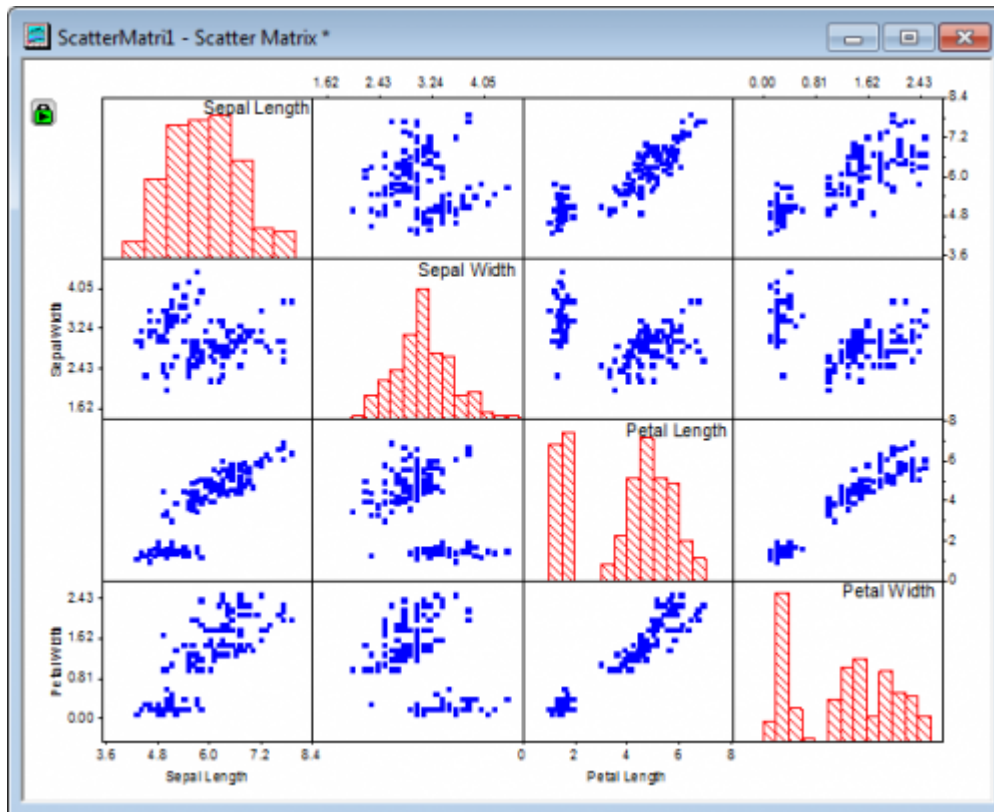 ScatterMatri1 - Scatter Matrix *
1.62 2.43 3.24 4.05 0.00 0.81 1.62 2.43
Sepal Length
8.4
7.2
6.0
4.8
3.6
Sepal Width
4.05
3.24
2.43
1.62
Sepal Width
Petal Length
8
6
4
2
0
Petal Width
2.43
1.62
0.81
0.00
Petal Width
3.6 4.8 6.0 7.2 8.4 0 2 4 6 8
Sepal Length Petal Length